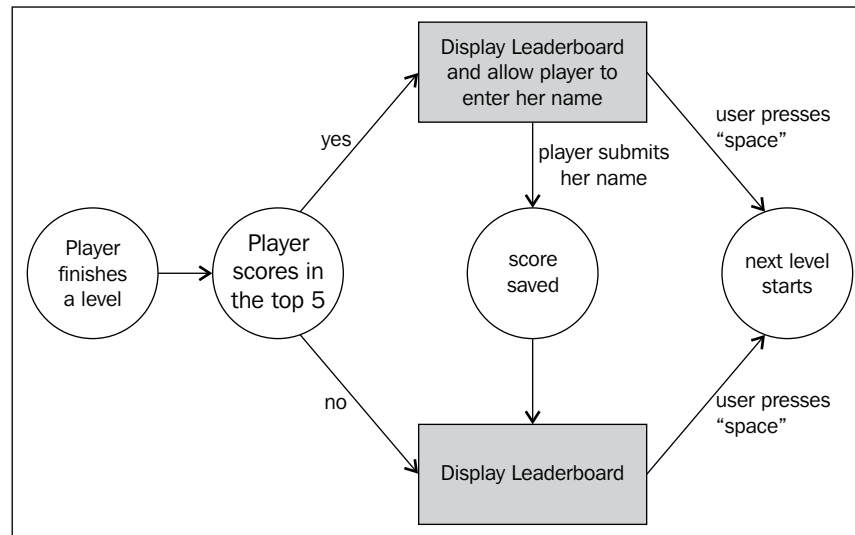 Display Leaderboard
and allow player to
enter her name
yes
user presses
“space”
player submits
her name
Player
finishes
a level
Player
scores in
the top 5
score
saved
next level
starts
no
user presses
“space”
Display Leaderboard